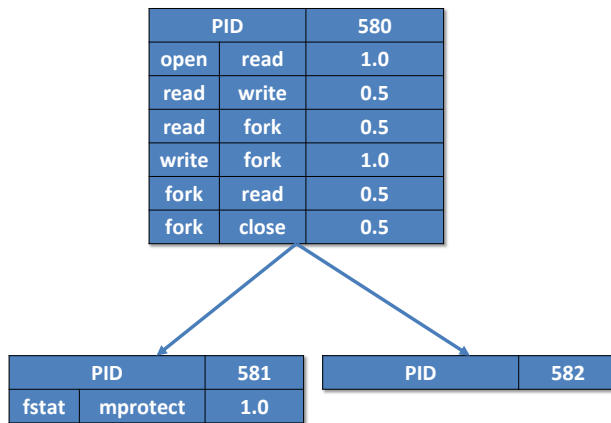 PID 580
open read 1.0
read write 0.5
read fork 0.5
write fork 1.0
fork read 0.5
fork close 0.5
PID 581
fstat mprotect 1.0
PID 582